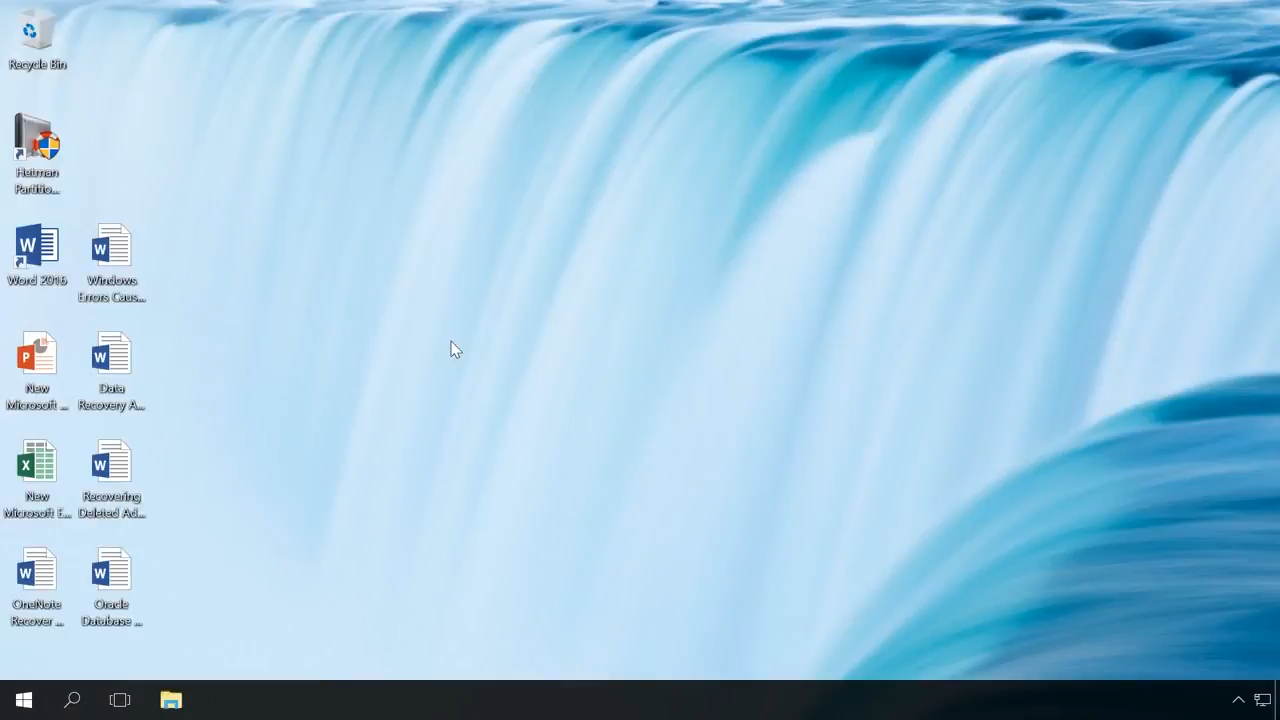 Recycle Bin
Hetman
Partitio...
Word 2016
Windows
Errors Caus...
New
Microsoft ...
Data
Recovery A...
New
Microsoft E...
Recovering
Deleted Ad...
OneNote
Recover ...
Oracle
Database ...